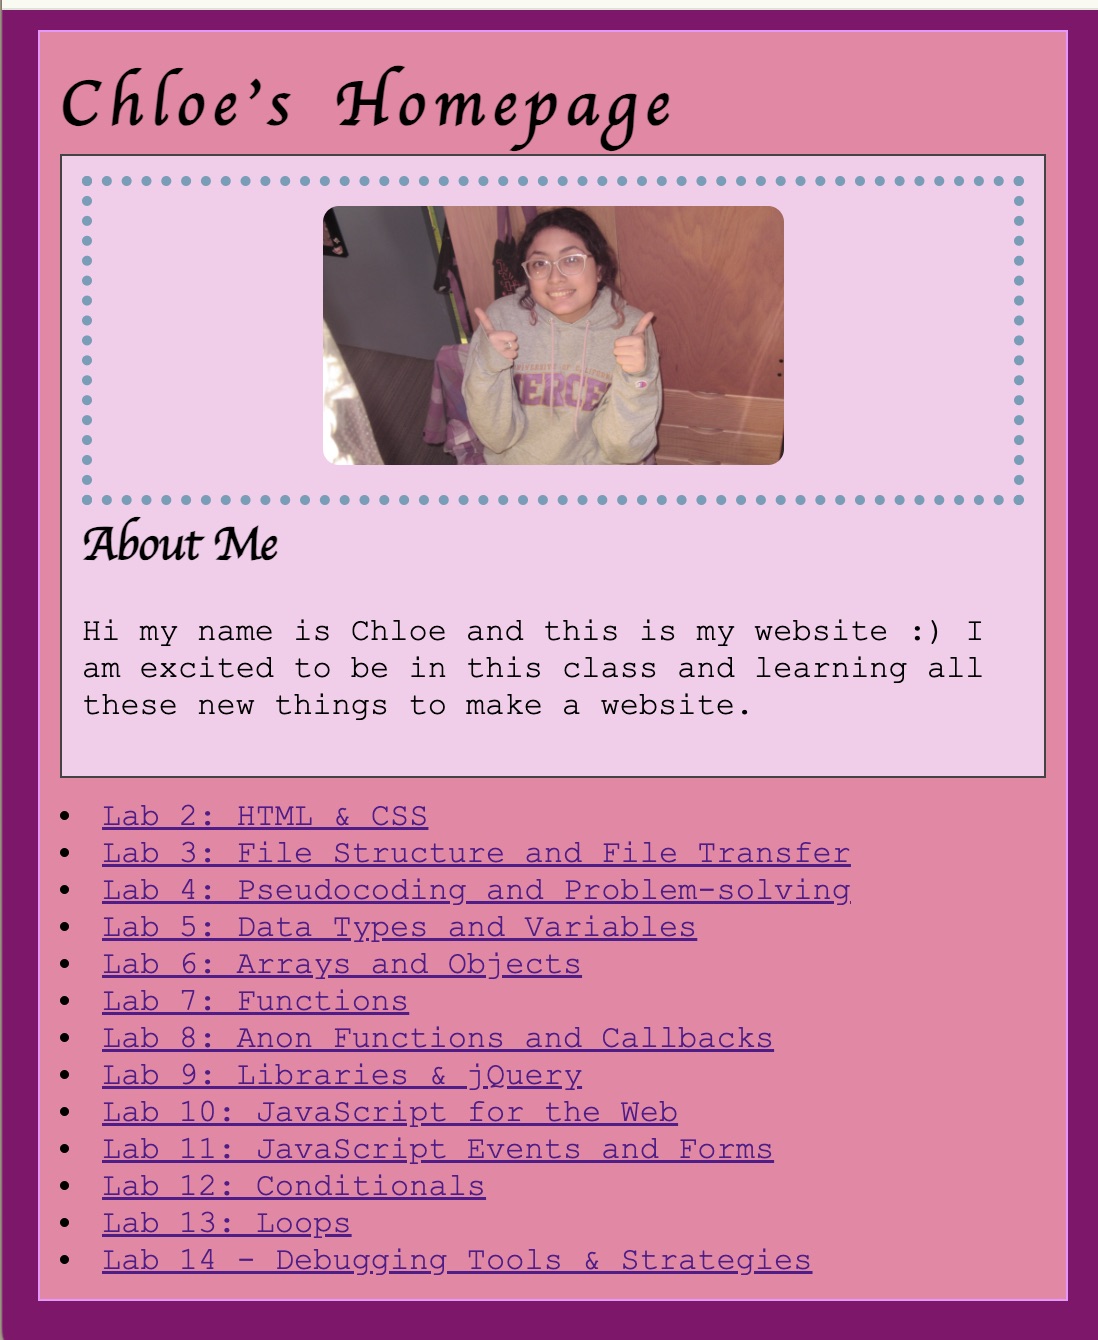 Chloe's Homepage
UNIVERSITY OF CALIFORNIA
MERCED
About Me
Hi my name is Chloe and this is my website :) I
am excited to be in this class and learning all
these new things to make a website.
Lab 2: HTML & CSS
Lab 3: File Structure and File Transfer
Lab 4: Pseudocoding and Problem-solving
Lab 5: Data Types and Variables
Lab 6: Arrays and Objects
Lab 7: Functions
Lab 8: Anon Functions and Callbacks
Lab 9: Libraries & jQuery
Lab 10: JavaScript for the Web
Lab 11: JavaScript Events and Forms
Lab 12: Conditionals
Lab 13: Loops
Lab 14 - Debugging Tools & Strategies